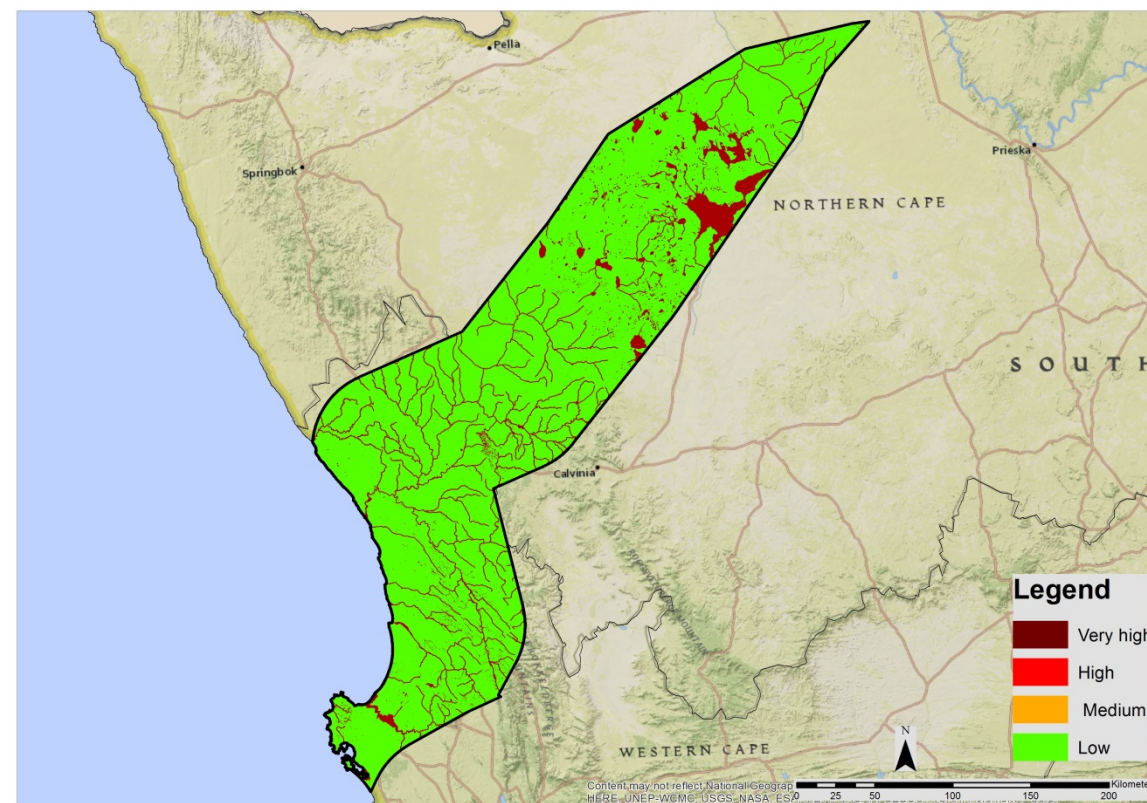 Pella
Springbok
Prieska
NORTHERN CAPE
SOUTH
Calvinia
Legend
Very high
High
Medium
Low
N
WESTERN CAPE
Content may not reflect National Geograp
HERE, UNEP-WCMC, USGS, NASA, ES
Kilomete
0 25 50 100 150 200